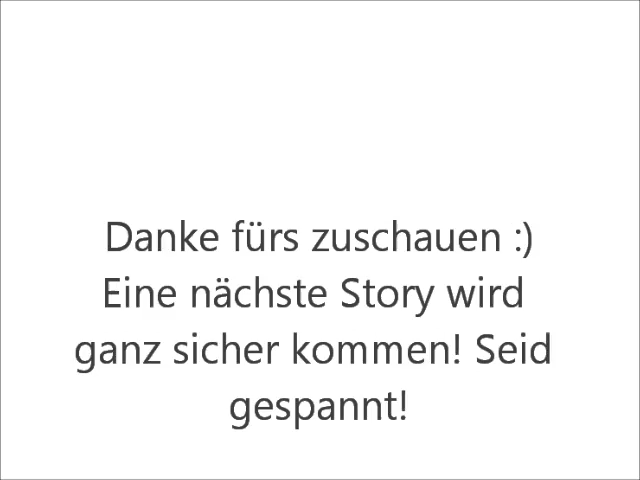 Danke fürs zuschauen :)
Eine nächste Story wird
ganz sicher kommen! Seid
gespannt!